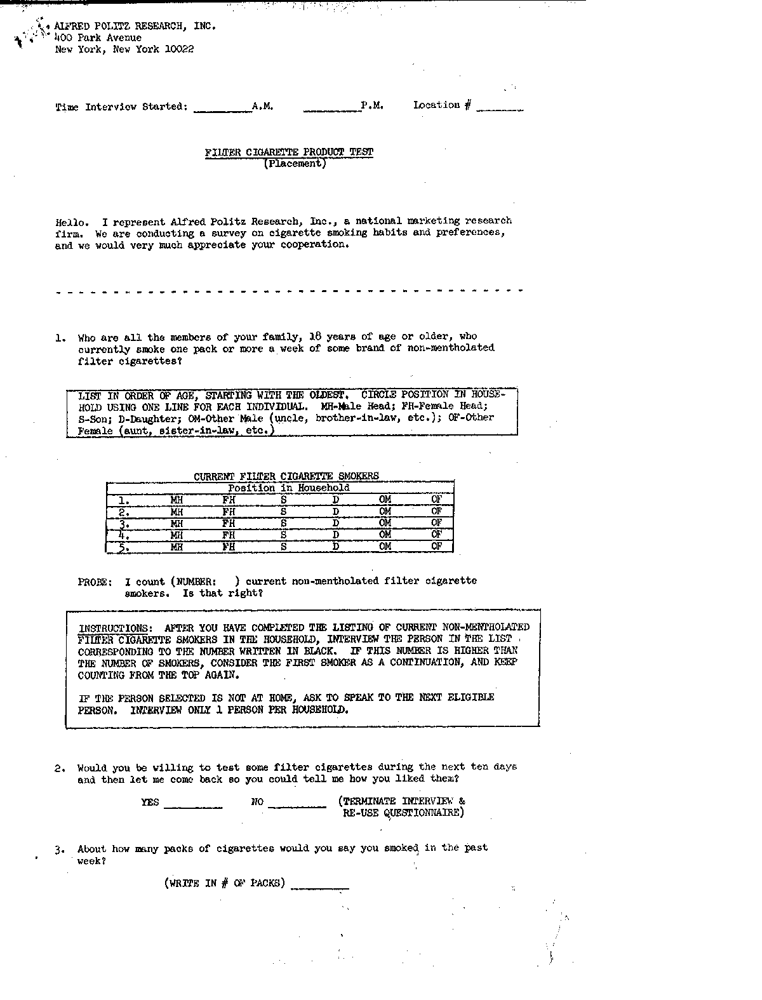 ALFRED POLITZ RESEARCH, INC.
400 Park Avenue
New York, New York 10022
Time Interview Started: __________A.M. __________P.M. Location # ________
FILTER CIGARETTE PRODUCT TEST
(Placement)
Hello. I represent Alfred Politz Research, Inc., a national marketing research
firm. We are conducting a survey on cigarette smoking habits and preferences,
and we would very much appreciate your cooperation.
1. Who are all the members of your family, 18 years of age or older, who
currently smoke one pack or more a week of some brand of non-mentholated
filter cigarettes?
LIST IN ORDER OF AGE, STARTING WITH THE OLDEST. CIRCLE POSITION IN HOUSE-
HOLD USING ONE LINE FOR EACH INDIVIDUAL. MH-Male Head; FH-Female Head;
S-Son; D-Daughter; OM-Other Male (uncle, brother-in-law, etc.); OF-Other
Female (aunt, sister-in-law, etc.)
CURRENT FILTER CIGARETTE SMOKERS
Position in Household
1. MH FH S D OM OF
2. MH FH S D OM OF
3. MH FH S D OM OF
4. MH FH S D OM OF
5. MH FH S D OM OF
PROBE: I count (NUMBER: ) current non-mentholated filter cigarette
smokers. Is that right?
INSTRUCTIONS: AFTER YOU HAVE COMPLETED THE LISTING OF CURRENT NON-MENTHOLATED
FILTER CIGARETTE SMOKERS IN THE HOUSEHOLD, INTERVIEW THE PERSON IN THE LIST
CORRESPONDING TO THE NUMBER WRITTEN IN BLACK. IF THIS NUMBER IS HIGHER THAN
THE NUMBER OF SMOKERS, CONSIDER THE FIRST SMOKER AS A CONTINUATION, AND KEEP
COUNTING FROM THE TOP AGAIN.
IF THE PERSON SELECTED IS NOT AT HOME, ASK TO SPEAK TO THE NEXT ELIGIBLE
PERSON. INTERVIEW ONLY 1 PERSON PER HOUSEHOLD.
2. Would you be willing to test some filter cigarettes during the next ten days
and then let me come back so you could tell me how you liked them?
YES __________ NO __________ (TERMINATE INTERVIEW &
RE-USE QUESTIONNAIRE)
3. About how many packs of cigarettes would you say you smoked in the past
week?
(WRITE IN # OF PACKS) __________